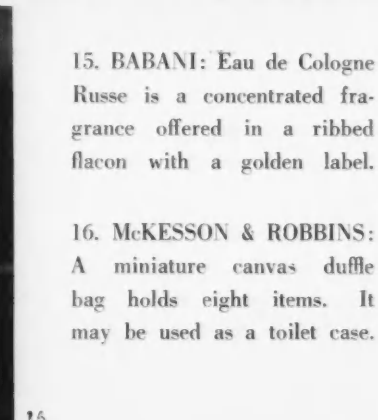 15. BABANI: Eau de Cologne
Russe is a concentrated fra-
grance offered in a ribbed
flacon with a golden label.
16. McKESSON & ROBBINS:
A miniature canvas duffle
bag holds eight items. It
may be used as a toilet case.
16